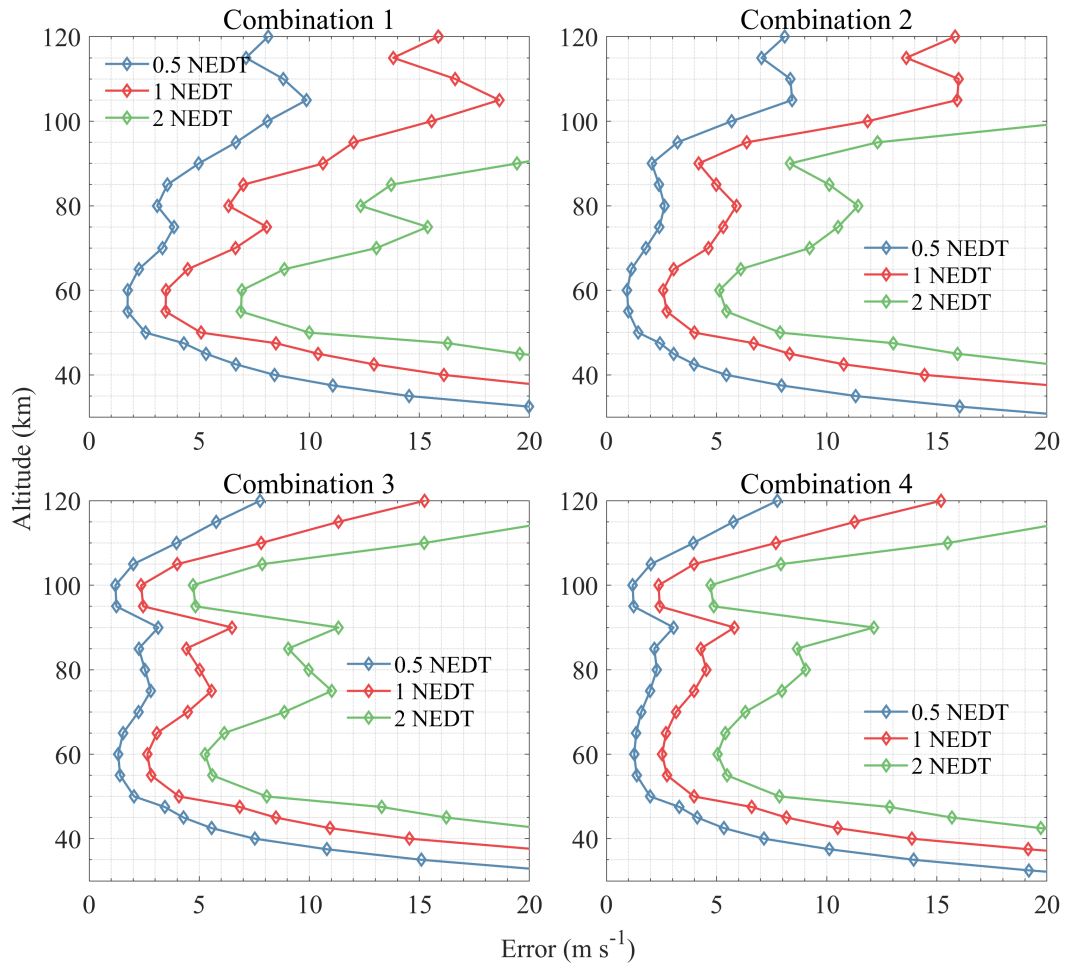 Combination 1
Combination 2
120
100
80
60
40
0 5 10 15 20
0.5 NEDT
1 NEDT
2 NEDT
120
100
80
60
40
0 5 10 15 20
0.5 NEDT
1 NEDT
2 NEDT
Altitude (km)
Combination 3
Combination 4
120
100
80
60
40
0 5 10 15 20
0.5 NEDT
1 NEDT
2 NEDT
120
100
80
60
40
0 5 10 15 20
0.5 NEDT
1 NEDT
2 NEDT
Error (m s⁻¹)